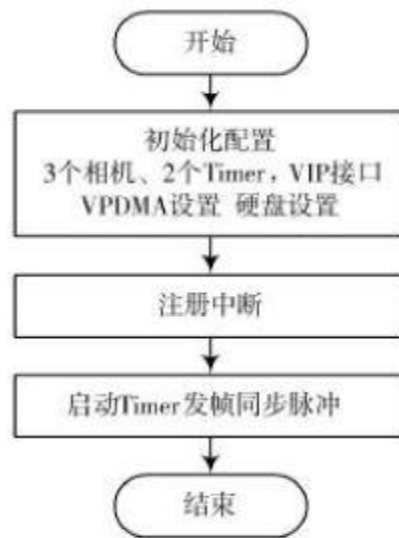 开始
初始化配置
3个相机、2个Timer，VIP接口
VPDMA设置 硬盘设置
注册中断
启动Timer发帧同步脉冲
结束